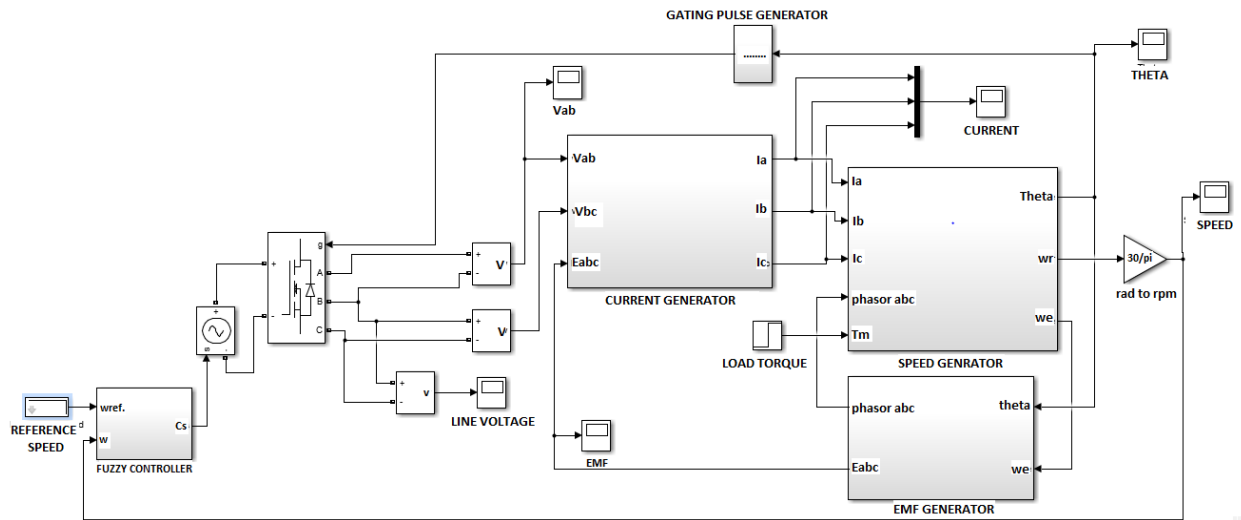 GATING PULSE GENERATOR
........
THETA
Vab
CURRENT
Vab
Vbc
Eabc
Ia
Ib
Ic
CURRENT GENERATOR
Ia
Ib
Ic
phasor abc
Tm
Theta
wr
we
SPEED GENRATOR
30/pi
rad to rpm
SPEED
g
A
B
C
+
-
+
-
V
+
-
V
+
-
v
LINE VOLTAGE
+
s
-
LOAD TORQUE
phasor abc
Eabc
theta
we
EMF GENERATOR
EMF
REFERENCE
SPEED
wref.
w
Cs
FUZZY CONTROLLER